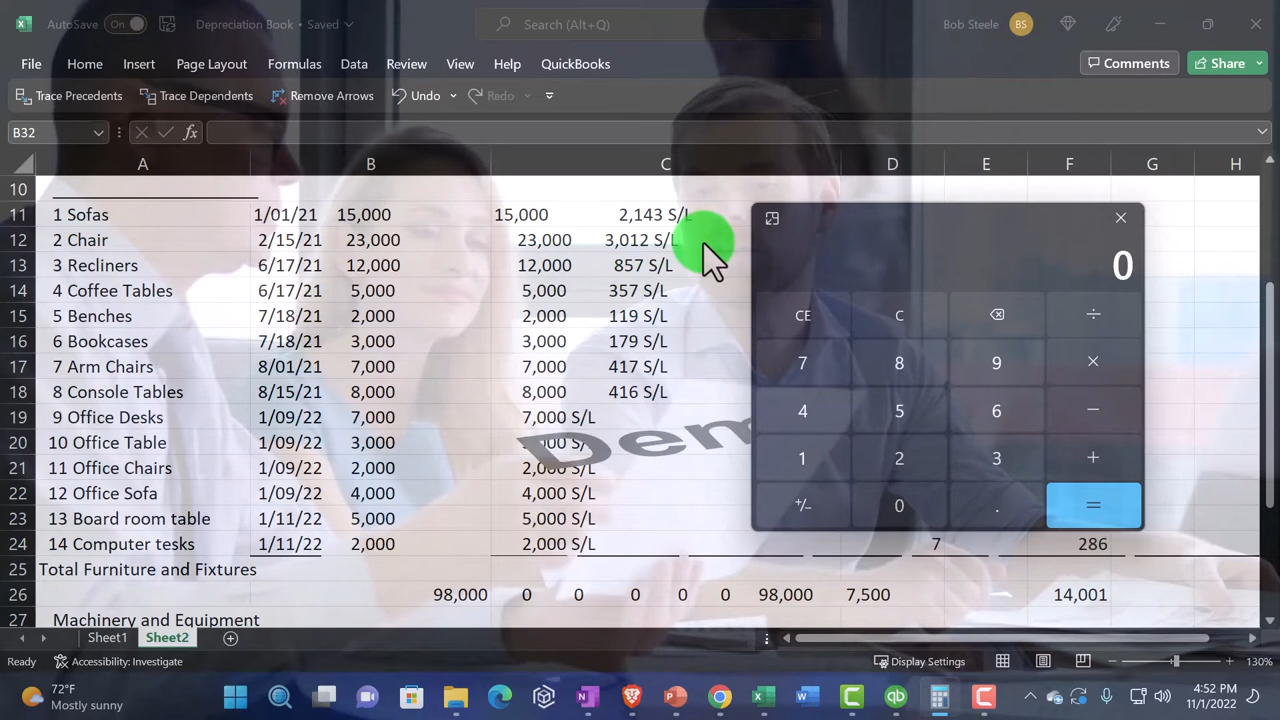 AutoSave On Depreciation Book • Saved Search (Alt+Q) Bob Steele BS
File Home Insert Page Layout Formulas Data Review View Help QuickBooks Comments Share
Trace Precedents Trace Dependents Remove Arrows Undo Redo
B32 fx
A B C D E F G H
10
11 1 Sofas 1/01/21 15,000 15,000 2,143 S/L
12 2 Chair 2/15/21 23,000 23,000 3,012 S/L
13 3 Recliners 6/17/21 12,000 12,000 857 S/L
14 4 Coffee Tables 6/17/21 5,000 5,000 357 S/L
15 5 Benches 7/18/21 2,000 2,000 119 S/L
16 6 Bookcases 7/18/21 3,000 3,000 179 S/L
17 7 Arm Chairs 8/01/21 7,000 7,000 417 S/L
18 8 Console Tables 8/15/21 8,000 8,000 416 S/L
19 9 Office Desks 1/09/22 7,000 7,000 S/L
20 10 Office Table 1/09/22 3,000 3,000 S/L
21 11 Office Chairs 1/09/22 2,000 2,000 S/L
22 12 Office Sofa 1/09/22 4,000 4,000 S/L
23 13 Board room table 1/11/22 5,000 5,000 S/L
24 14 Computer tesks 1/11/22 2,000 2,000 S/L 7 286
25 Total Furniture and Fixtures
26 98,000 0 0 0 0 0 98,000 7,500 14,001
27 Machinery and Equipment
0
CE C ÷
7 8 9 ×
4 5 6 −
1 2 3 +
+/− 0 . =
Sheet1 Sheet2
Ready Accessibility: Investigate Display Settings 130%
72°F
Mostly sunny
4:52 PM
11/1/2022